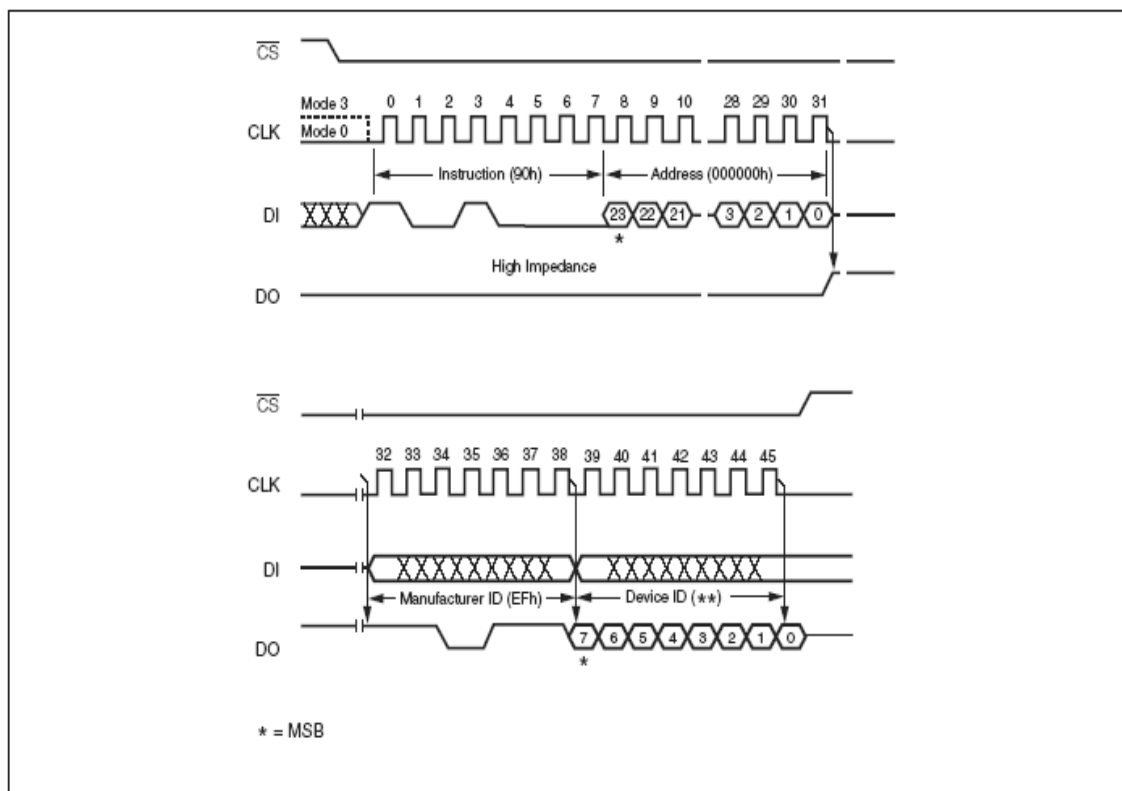 CS
Mode 3
0 1 2 3 4 5 6 7 8 9 10 28 29 30 31
CLK
Mode 0
Instruction (90h)
Address (000000h)
DI
23 22 21 3 2 1 0
*
High Impedance
DO
CS
32 33 34 35 36 37 38 39 40 41 42 43 44 45
CLK
DI
Manufacturer ID (EFh)
Device ID (**)
DO
7 6 5 4 3 2 1 0
*
* = MSB